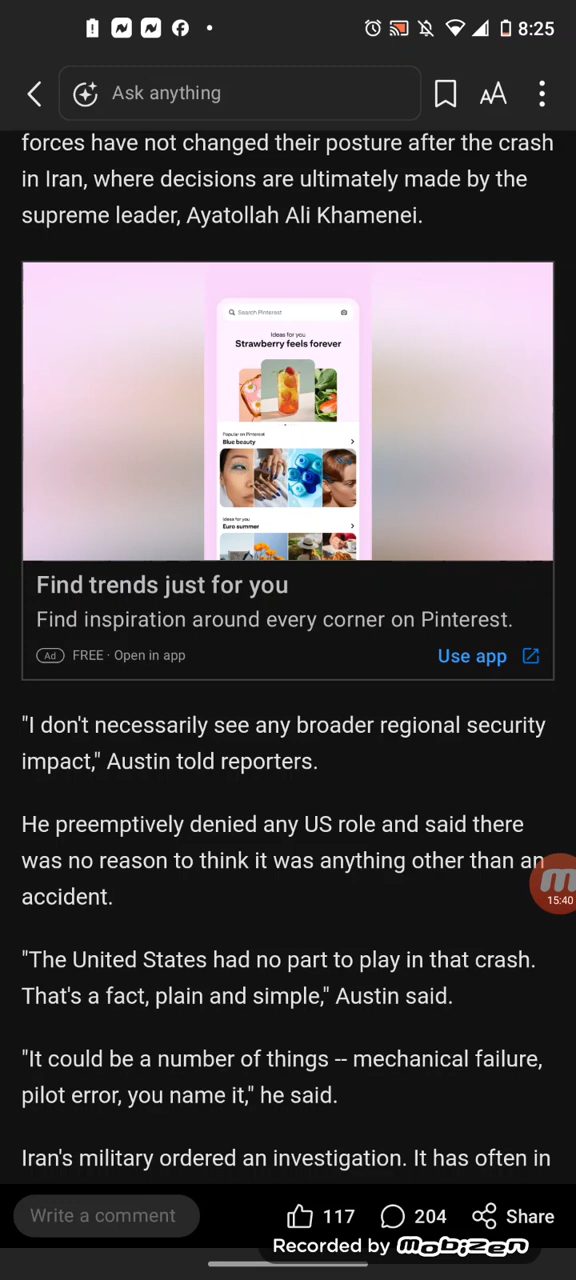 8:25
Ask anything
AA
forces have not changed their posture after the crash
in Iran, where decisions are ultimately made by the
supreme leader, Ayatollah Ali Khamenei.
Search Pinterest
Ideas for you
Strawberry feels forever
Popular on Pinterest
Blue beauty
Ideas for you
Euro summer
Find trends just for you
Find inspiration around every corner on Pinterest.
Ad FREE · Open in app
Use app
"I don't necessarily see any broader regional security
impact," Austin told reporters.
He preemptively denied any US role and said there
was no reason to think it was anything other than an
accident.
m
15:40
"The United States had no part to play in that crash.
That's a fact, plain and simple," Austin said.
"It could be a number of things -- mechanical failure,
pilot error, you name it," he said.
Iran's military ordered an investigation. It has often in
Write a comment
117
204
Share
Recorded by mobizen